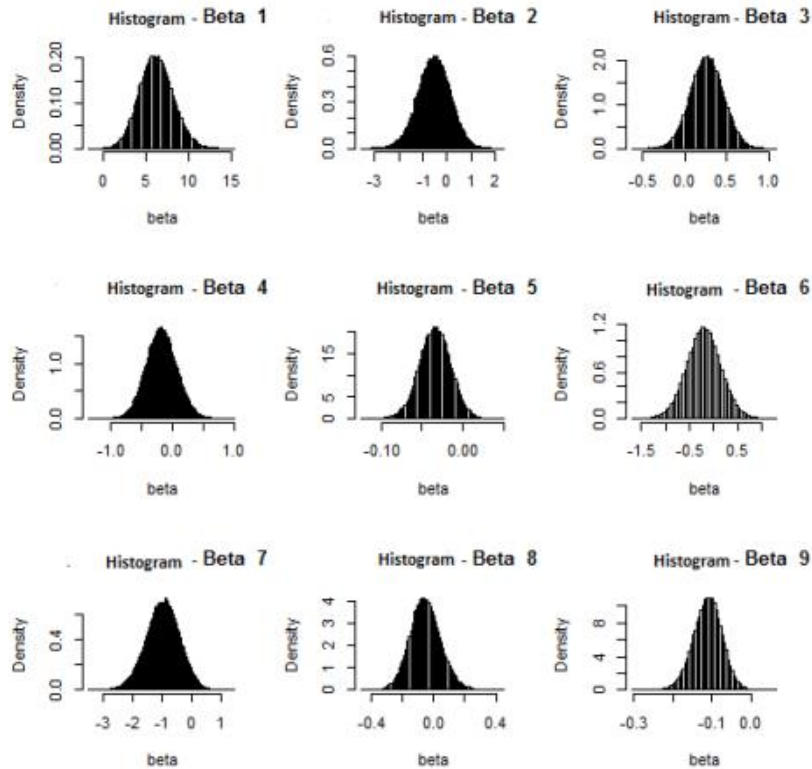 Histogram - Beta 1
Density
0.00 0.10 0.20
0 5 10 15
beta
Histogram - Beta 2
Density
0.0 0.3 0.6
-3 -1 0 1 2
beta
Histogram - Beta 3
Density
0.0 1.0 2.0
-0.5 0.0 0.5 1.0
beta
Histogram - Beta 4
Density
0.0 1.0
-1.0 0.0 1.0
beta
Histogram - Beta 5
Density
0 5 15
-0.10 0.00
beta
Histogram - Beta 6
Density
0.0 0.6 1.2
-1.5 -0.5 0.5
beta
Histogram - Beta 7
Density
0.0 0.4
-3 -2 -1 0 1
beta
Histogram - Beta 8
Density
0 1 2 3 4
-0.4 0.0 0.4
beta
Histogram - Beta 9
Density
0 4 8
-0.3 -0.1 0.0
beta